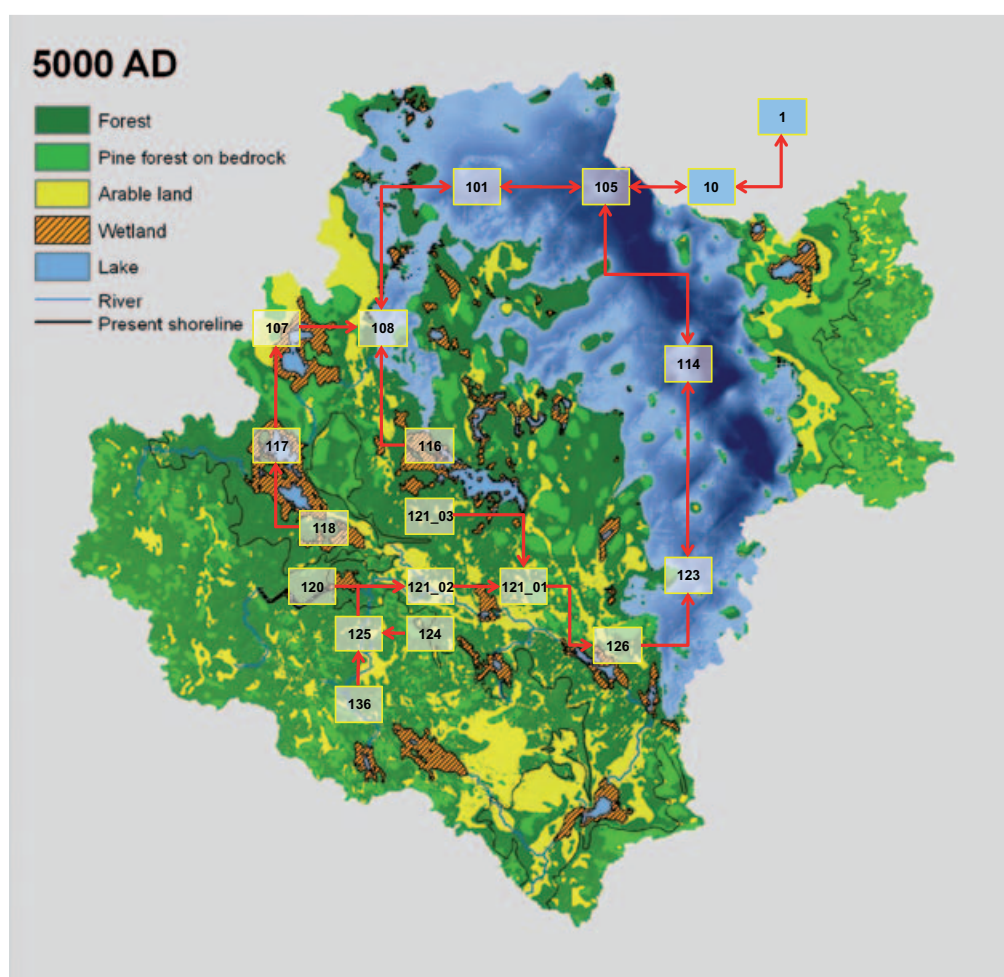 5000 AD
Forest
Pine forest on bedrock
Arable land
Wetland
Lake
River
Present shoreline
1
101
105
10
107
108
114
117
116
121_03
118
120
121_02
121_01
123
125
124
126
136